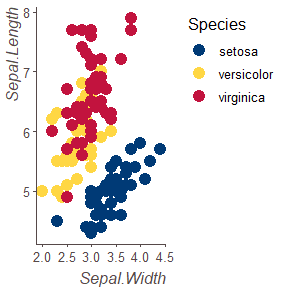 Sepal.Length
8
7
6
5
2.0 2.5 3.0 3.5 4.0 4.5
Sepal.Width
Species
setosa
versicolor
virginica